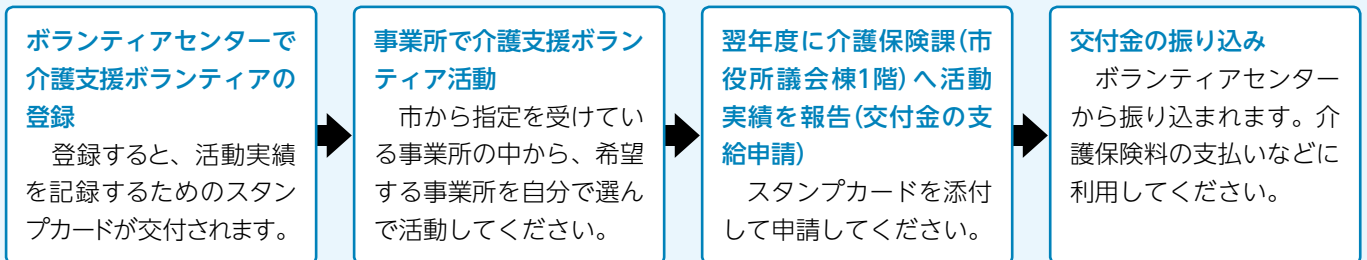 ボランティアセンターで
介護支援ボランティアの
登録
登録すると、活動実績
を記録するためのスタン
プカードが交付されます。
事業所で介護支援ボラン
ティア活動
市から指定を受けてい
る事業所の中から、希望
する事業所を自分で選ん
で活動してください。
翌年度に介護保険課(市
役所議会棟1階)へ活動
実績を報告(交付金の支
給申請)
スタンプカードを添付
して申請してください。
交付金の振り込み
ボランティアセンター
から振り込まれます。介
護保険料の支払いなどに
利用してください。